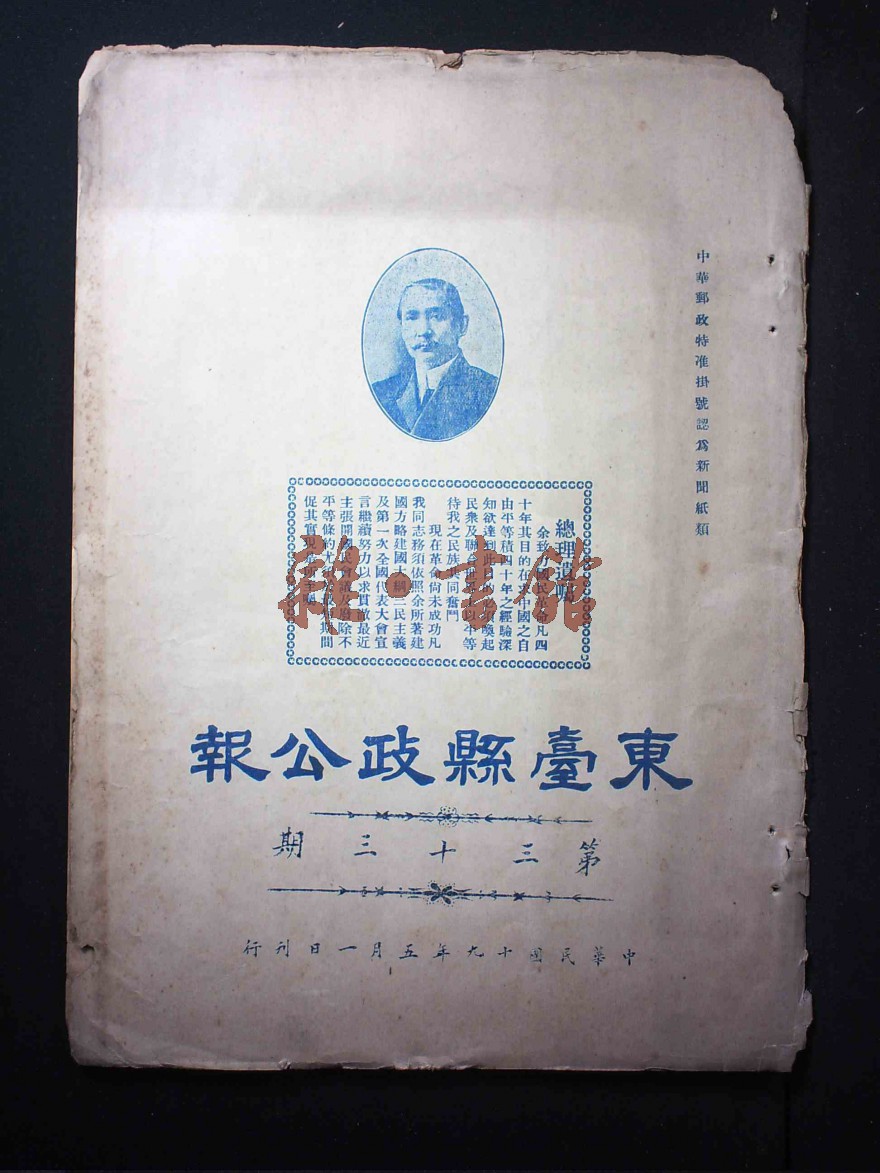 中華郵政特准掛號認爲新聞紙類
總理遺囑
余致力國民革命凡四
十年其目的在求中國之自
由平等積四十年之經驗深
知欲達到此目的必須喚起
民衆及聯合世界上以平等
待我之民族共同奮鬥
現在革命尚未成功凡
我同志務須依照余所著建
國方略建國大綱三民主義
及第一次全國代表大會宣
言繼續努力以求貫徹最近
主張開國民會議及廢除不
平等條約尤須於最短期間
促其實現是所至囑
雜·書館
東臺縣政公報
第三十三期
中華民國十九年五月一日刊行